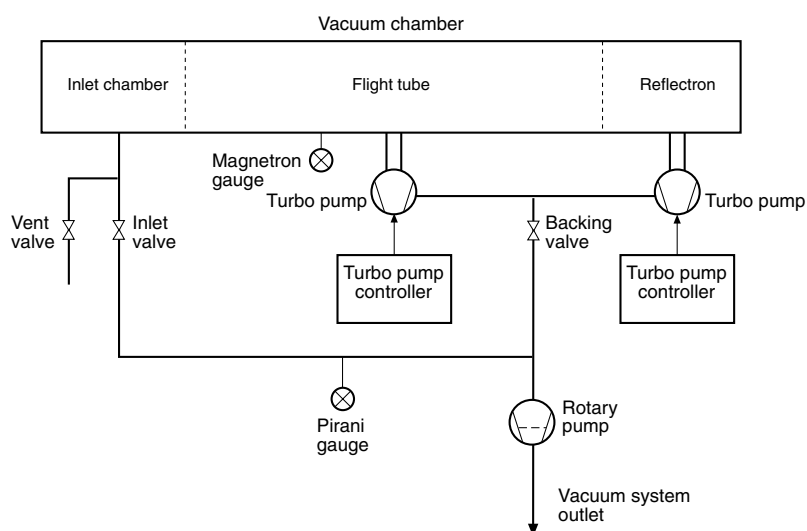 Vacuum chamber
Inlet chamber
Flight tube
Reflectron
Magnetron
gauge
Turbo pump
Turbo pump
Vent
valve
Inlet
valve
Backing
valve
Turbo pump
controller
Turbo pump
controller
Pirani
gauge
Rotary
pump
Vacuum system
outlet